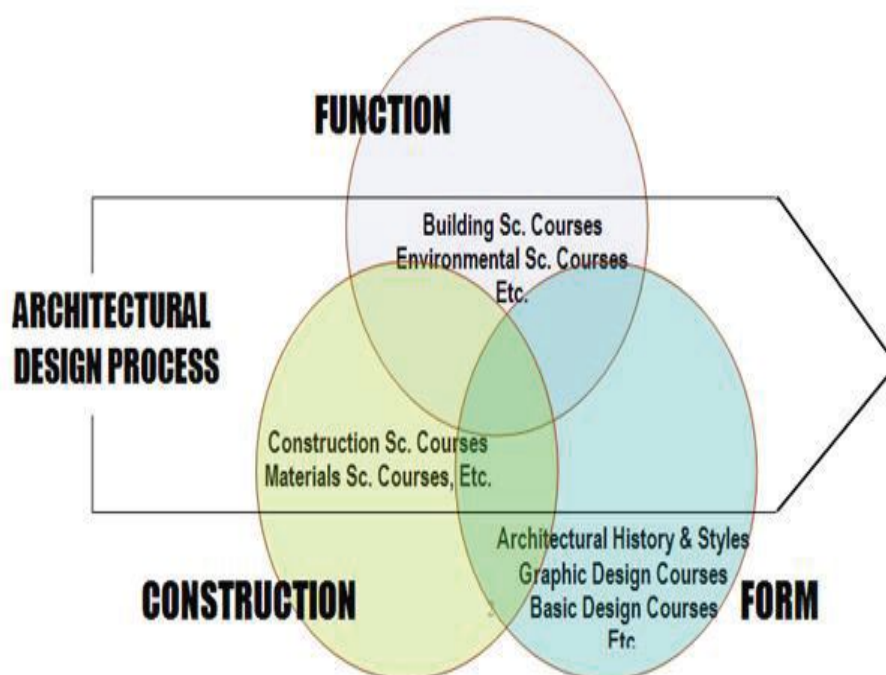 FUNCTION
Building Sc. Courses
Environmental Sc. Courses
Etc.
ARCHITECTURAL
DESIGN PROCESS
Construction Sc. Courses
Materials Sc. Courses, Etc.
Architectural History & Styles
Graphic Design Courses
Basic Design Courses
Etc
CONSTRUCTION
FORM